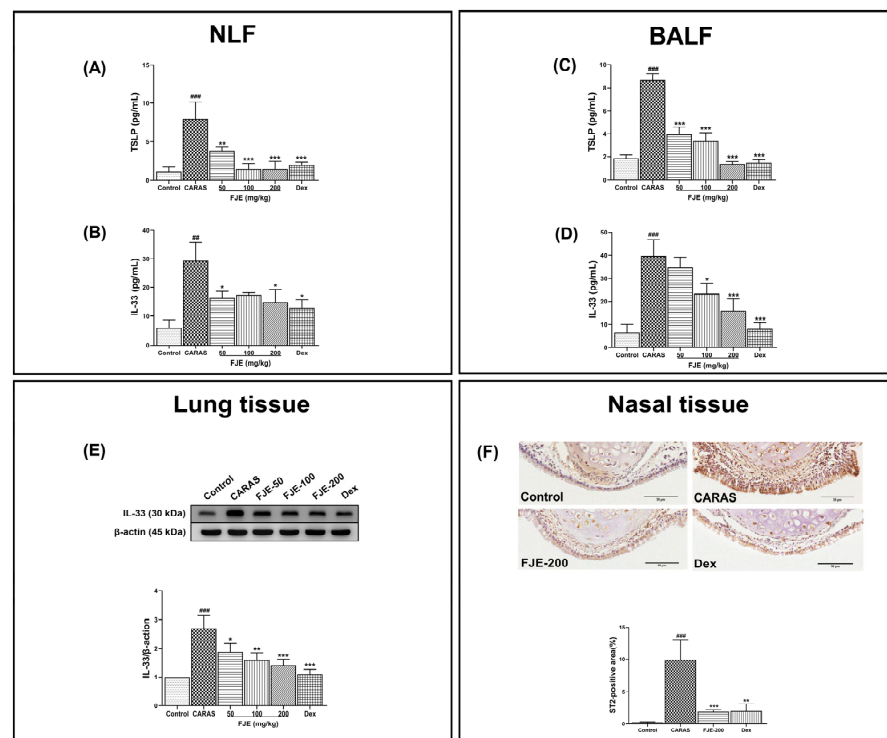 NLF
(A)
TSLP (pg/mL)
15
10
5
0
###
**
***
***
***
Control CARAS 50 100 200 Dex
FJE (mg/kg)
(B)
IL-33 (pg/mL)
40
30
20
10
0
##
*
*
*
Control CARAS 50 100 200 Dex
FJE (mg/kg)
BALF
(C)
TSLP (pg/mL)
10
8
6
4
2
0
###
***
***
***
***
Control CARAS 50 100 200 Dex
FJE (mg/kg)
(D)
IL-33 (pg/mL)
50
40
30
20
10
0
###
*
***
***
Control CARAS 50 100 200 Dex
FJE (mg/kg)
Lung tissue
(E)
Control CARAS FJE-50 FJE-100 FJE-200 Dex
IL-33 (30 kDa)
β-actin (45 kDa)
IL-33/β-action
4
3
2
1
0
###
*
**
***
***
Control CARAS 50 100 200 Dex
FJE (mg/kg)
Nasal tissue
(F)
Control
CARAS
FJE-200
Dex
ST2-positive area(%)
15
10
5
0
###
***
**
Control CARAS FJE-200 Dex